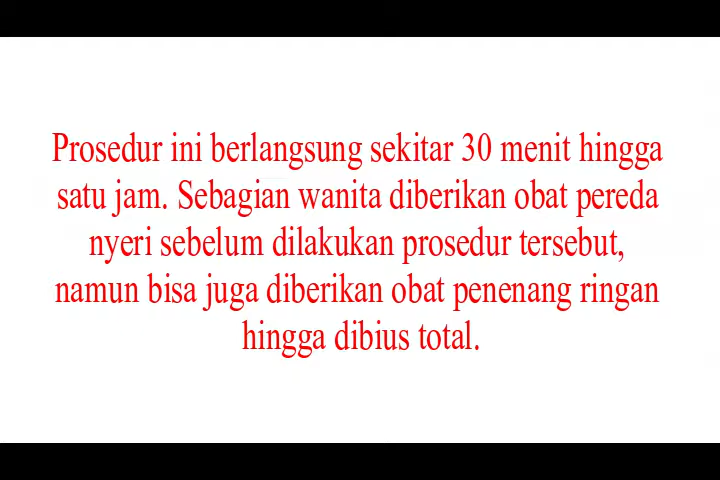 Prosedur ini berlangsung sekitar 30 menit hingga
satu jam. Sebagian wanita diberikan obat pereda
nyeri sebelum dilakukan prosedur tersebut,
namun bisa juga diberikan obat penenang ringan
hingga dibius total.